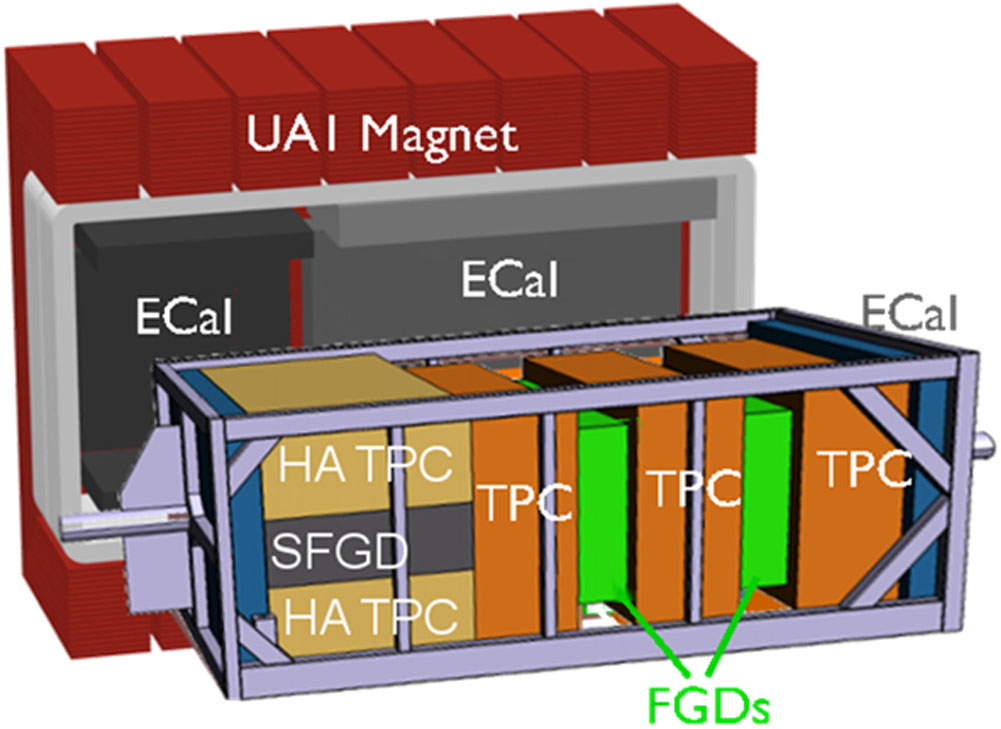 UA1 Magnet
ECal
ECal
ECal
HA TPC
TPC
TPC
TPC
SFGD
HA TPC
FGDs